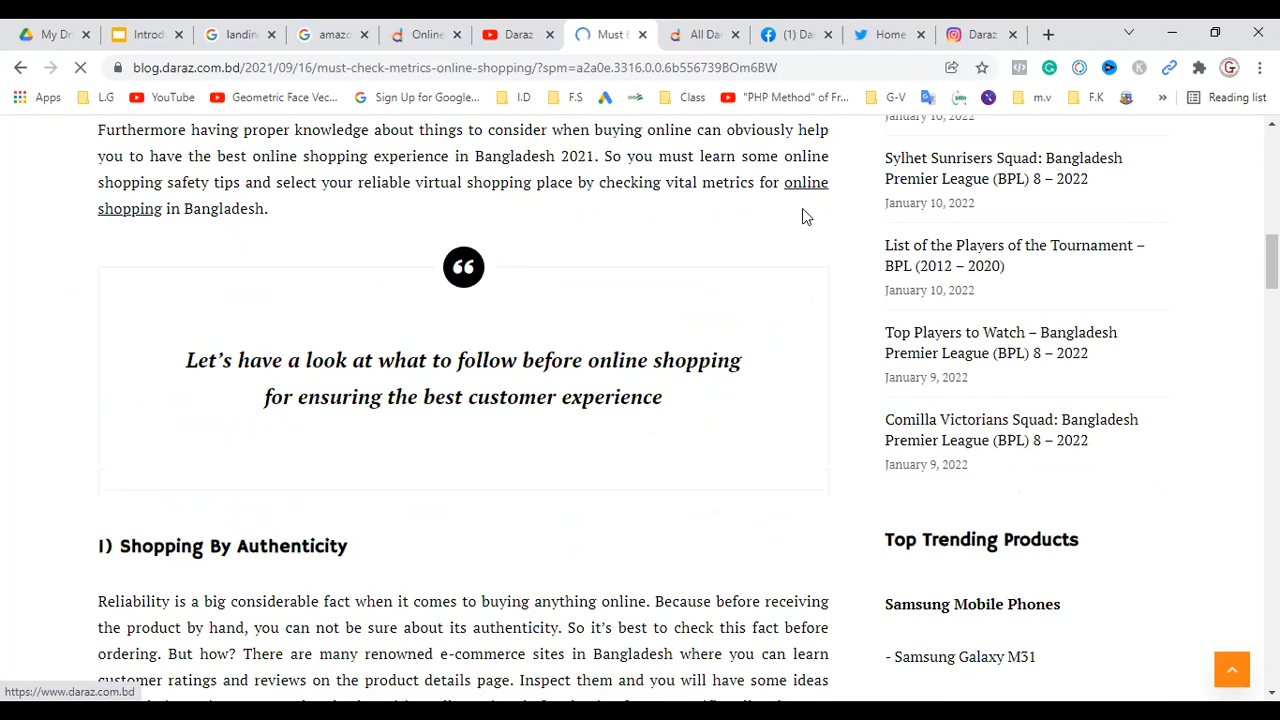 My Dri
Introd
landin
amazo
Online
Daraz
Must 6
All Dar
(1) Da
Home
Daraz
blog.daraz.com.bd/2021/09/16/must-check-metrics-online-shopping/?spm=a2a0e.3316.0.0.6b556739BOm6BW
Apps
L.G
YouTube
Geometric Face Vec...
Sign Up for Google...
I.D
F.S
Class
"PHP Method" of Fr...
G-V
m.v
F.K
Reading list
Furthermore having proper knowledge about things to consider when buying online can obviously help
you to have the best online shopping experience in Bangladesh 2021. So you must learn some online
shopping safety tips and select your reliable virtual shopping place by checking vital metrics for online
shopping in Bangladesh.
Let's have a look at what to follow before online shopping
for ensuring the best customer experience
1) Shopping By Authenticity
Reliability is a big considerable fact when it comes to buying anything online. Because before receiving
the product by hand, you can not be sure about its authenticity. So it's best to check this fact before
ordering. But how? There are many renowned e-commerce sites in Bangladesh where you can learn
customer ratings and reviews on the product details page. Inspect them and you will have some ideas
January 10, 2022
Sylhet Sunrisers Squad: Bangladesh
Premier League (BPL) 8 – 2022
January 10, 2022
List of the Players of the Tournament –
BPL (2012 – 2020)
January 10, 2022
Top Players to Watch – Bangladesh
Premier League (BPL) 8 – 2022
January 9, 2022
Comilla Victorians Squad: Bangladesh
Premier League (BPL) 8 – 2022
January 9, 2022
Top Trending Products
Samsung Mobile Phones
- Samsung Galaxy M31
https://www.daraz.com.bd